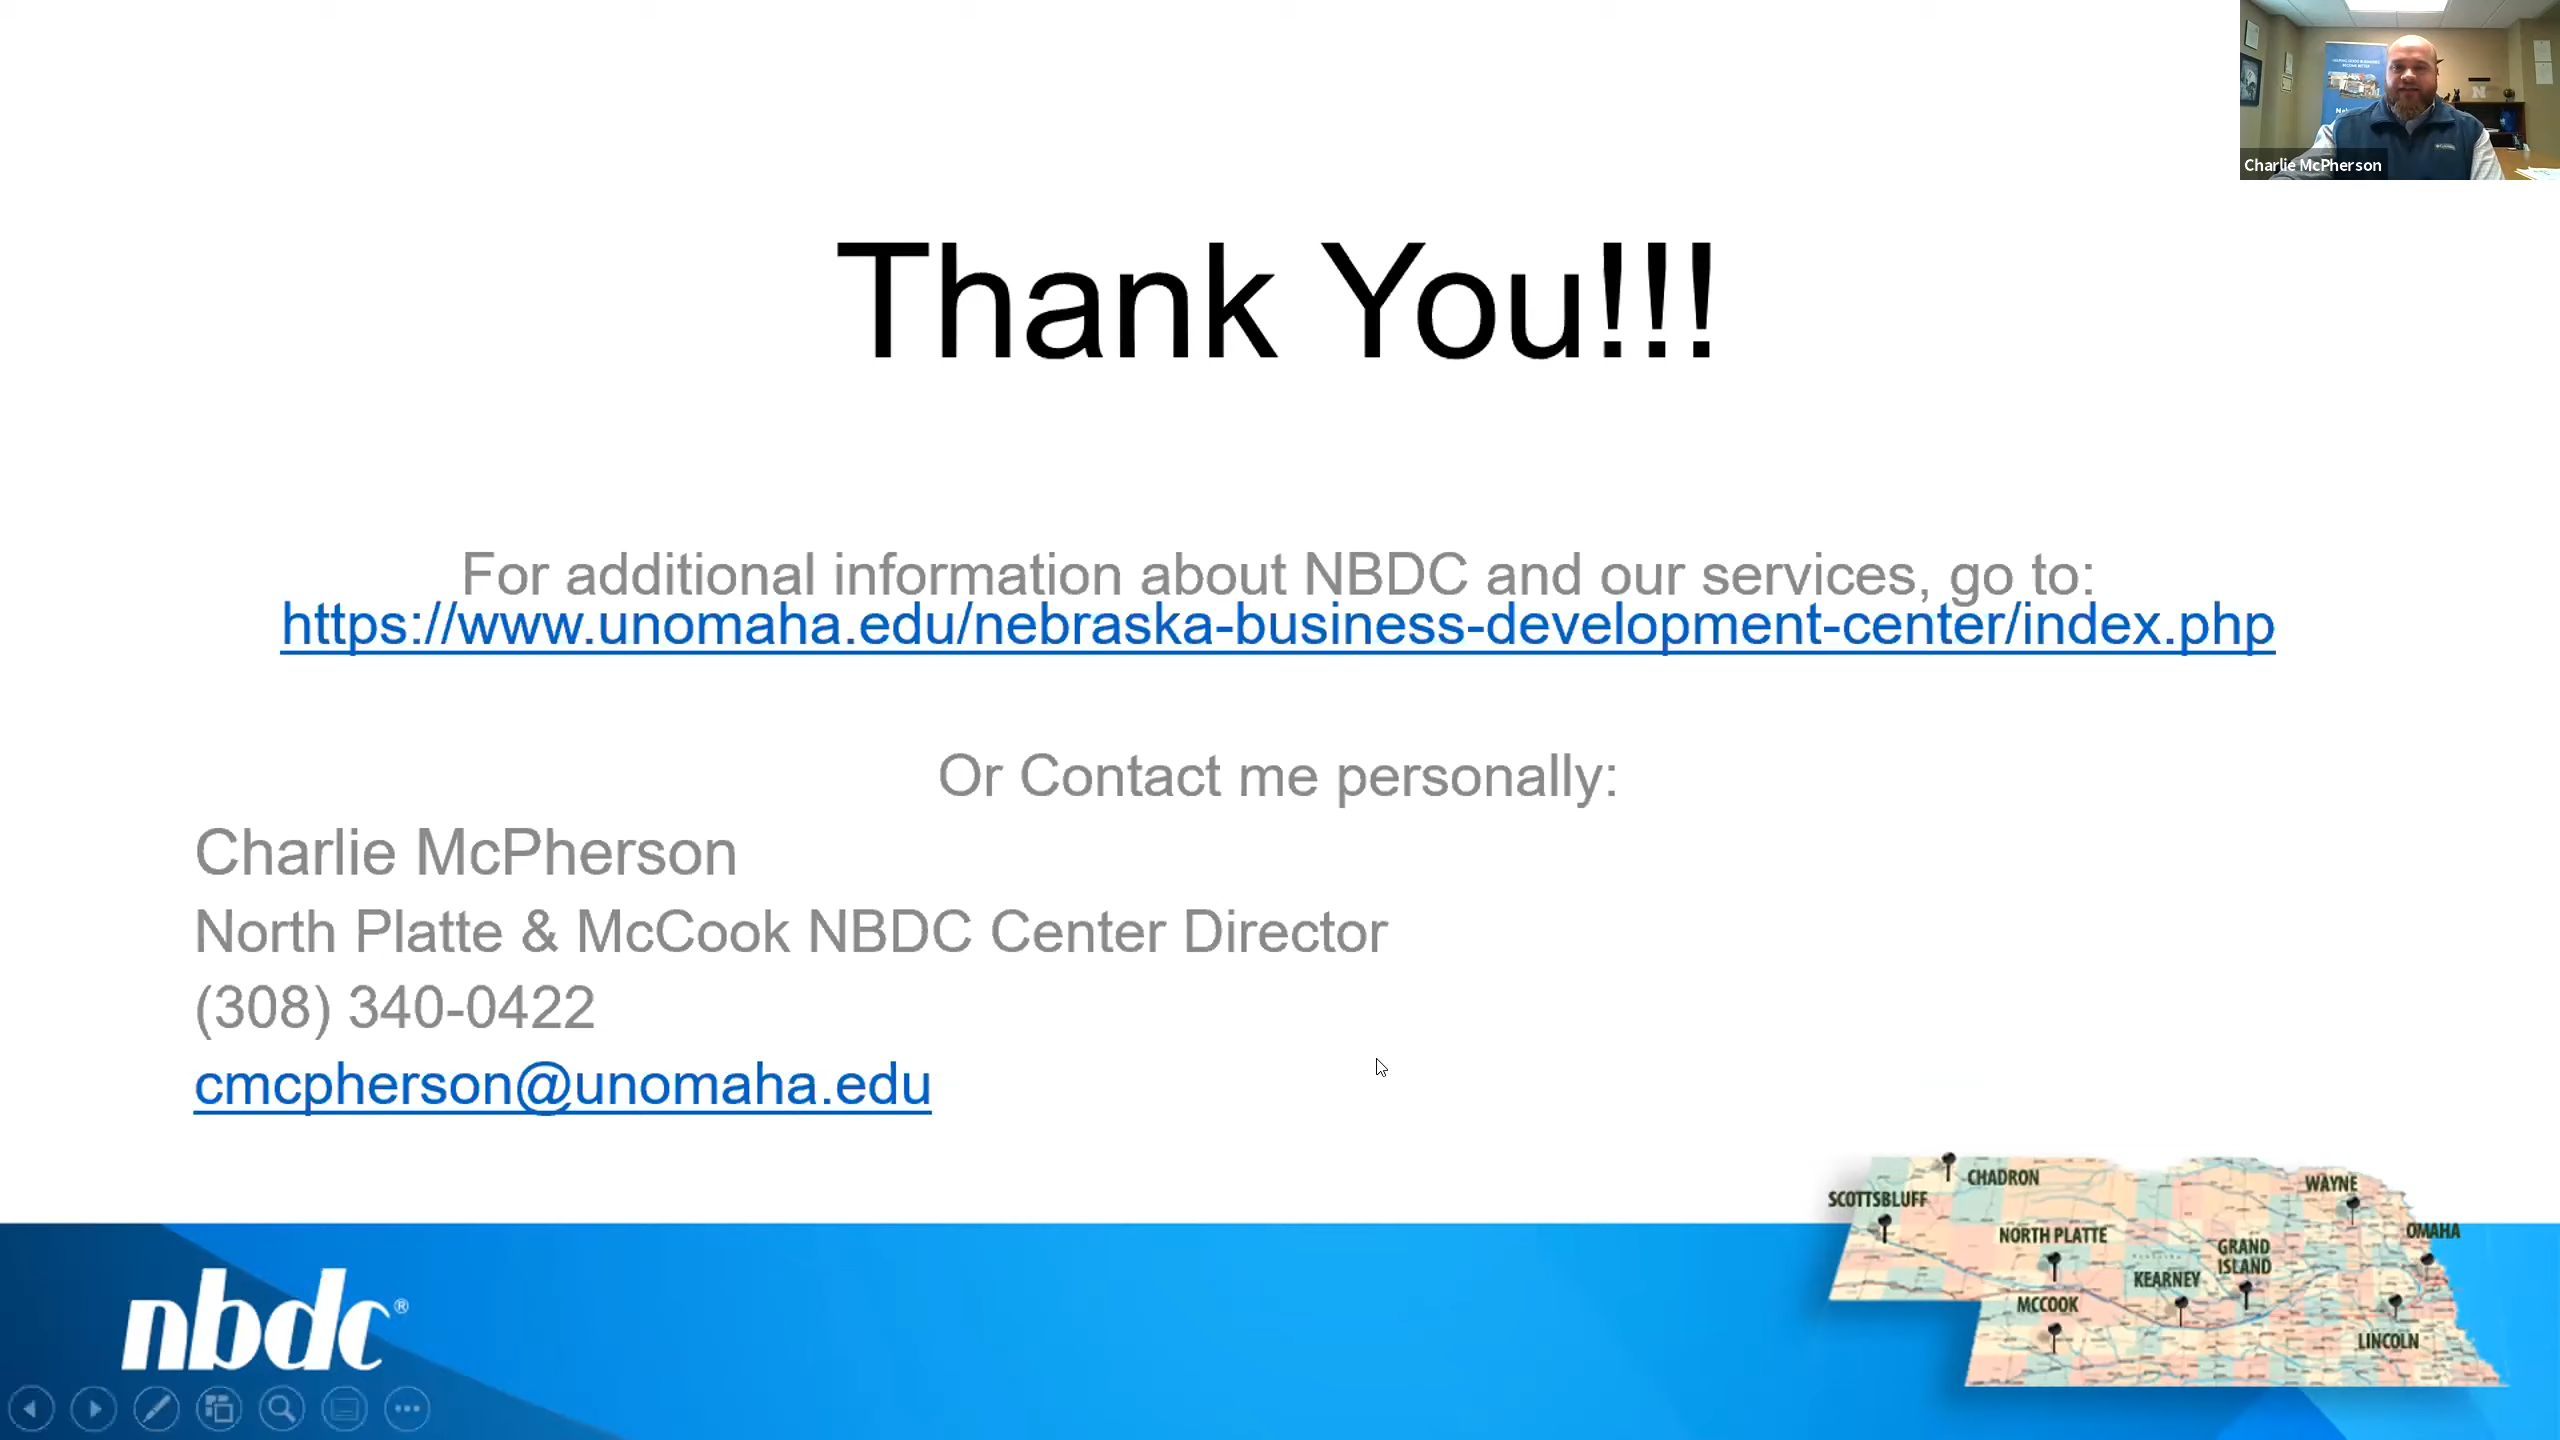 Charlie McPherson
Thank You!!!
For additional information about NBDC and our services, go to:
https://www.unomaha.edu/nebraska-business-development-center/index.php
Or Contact me personally:
Charlie McPherson
North Platte & McCook NBDC Center Director
(308) 340-0422
cmcpherson@unomaha.edu
CHADRON
WAYNE
SCOTTSBLUFF
OMAHA
NORTH PLATTE
GRAND
ISLAND
KEARNEY
MCCOOK
LINCOLN
nbdc®